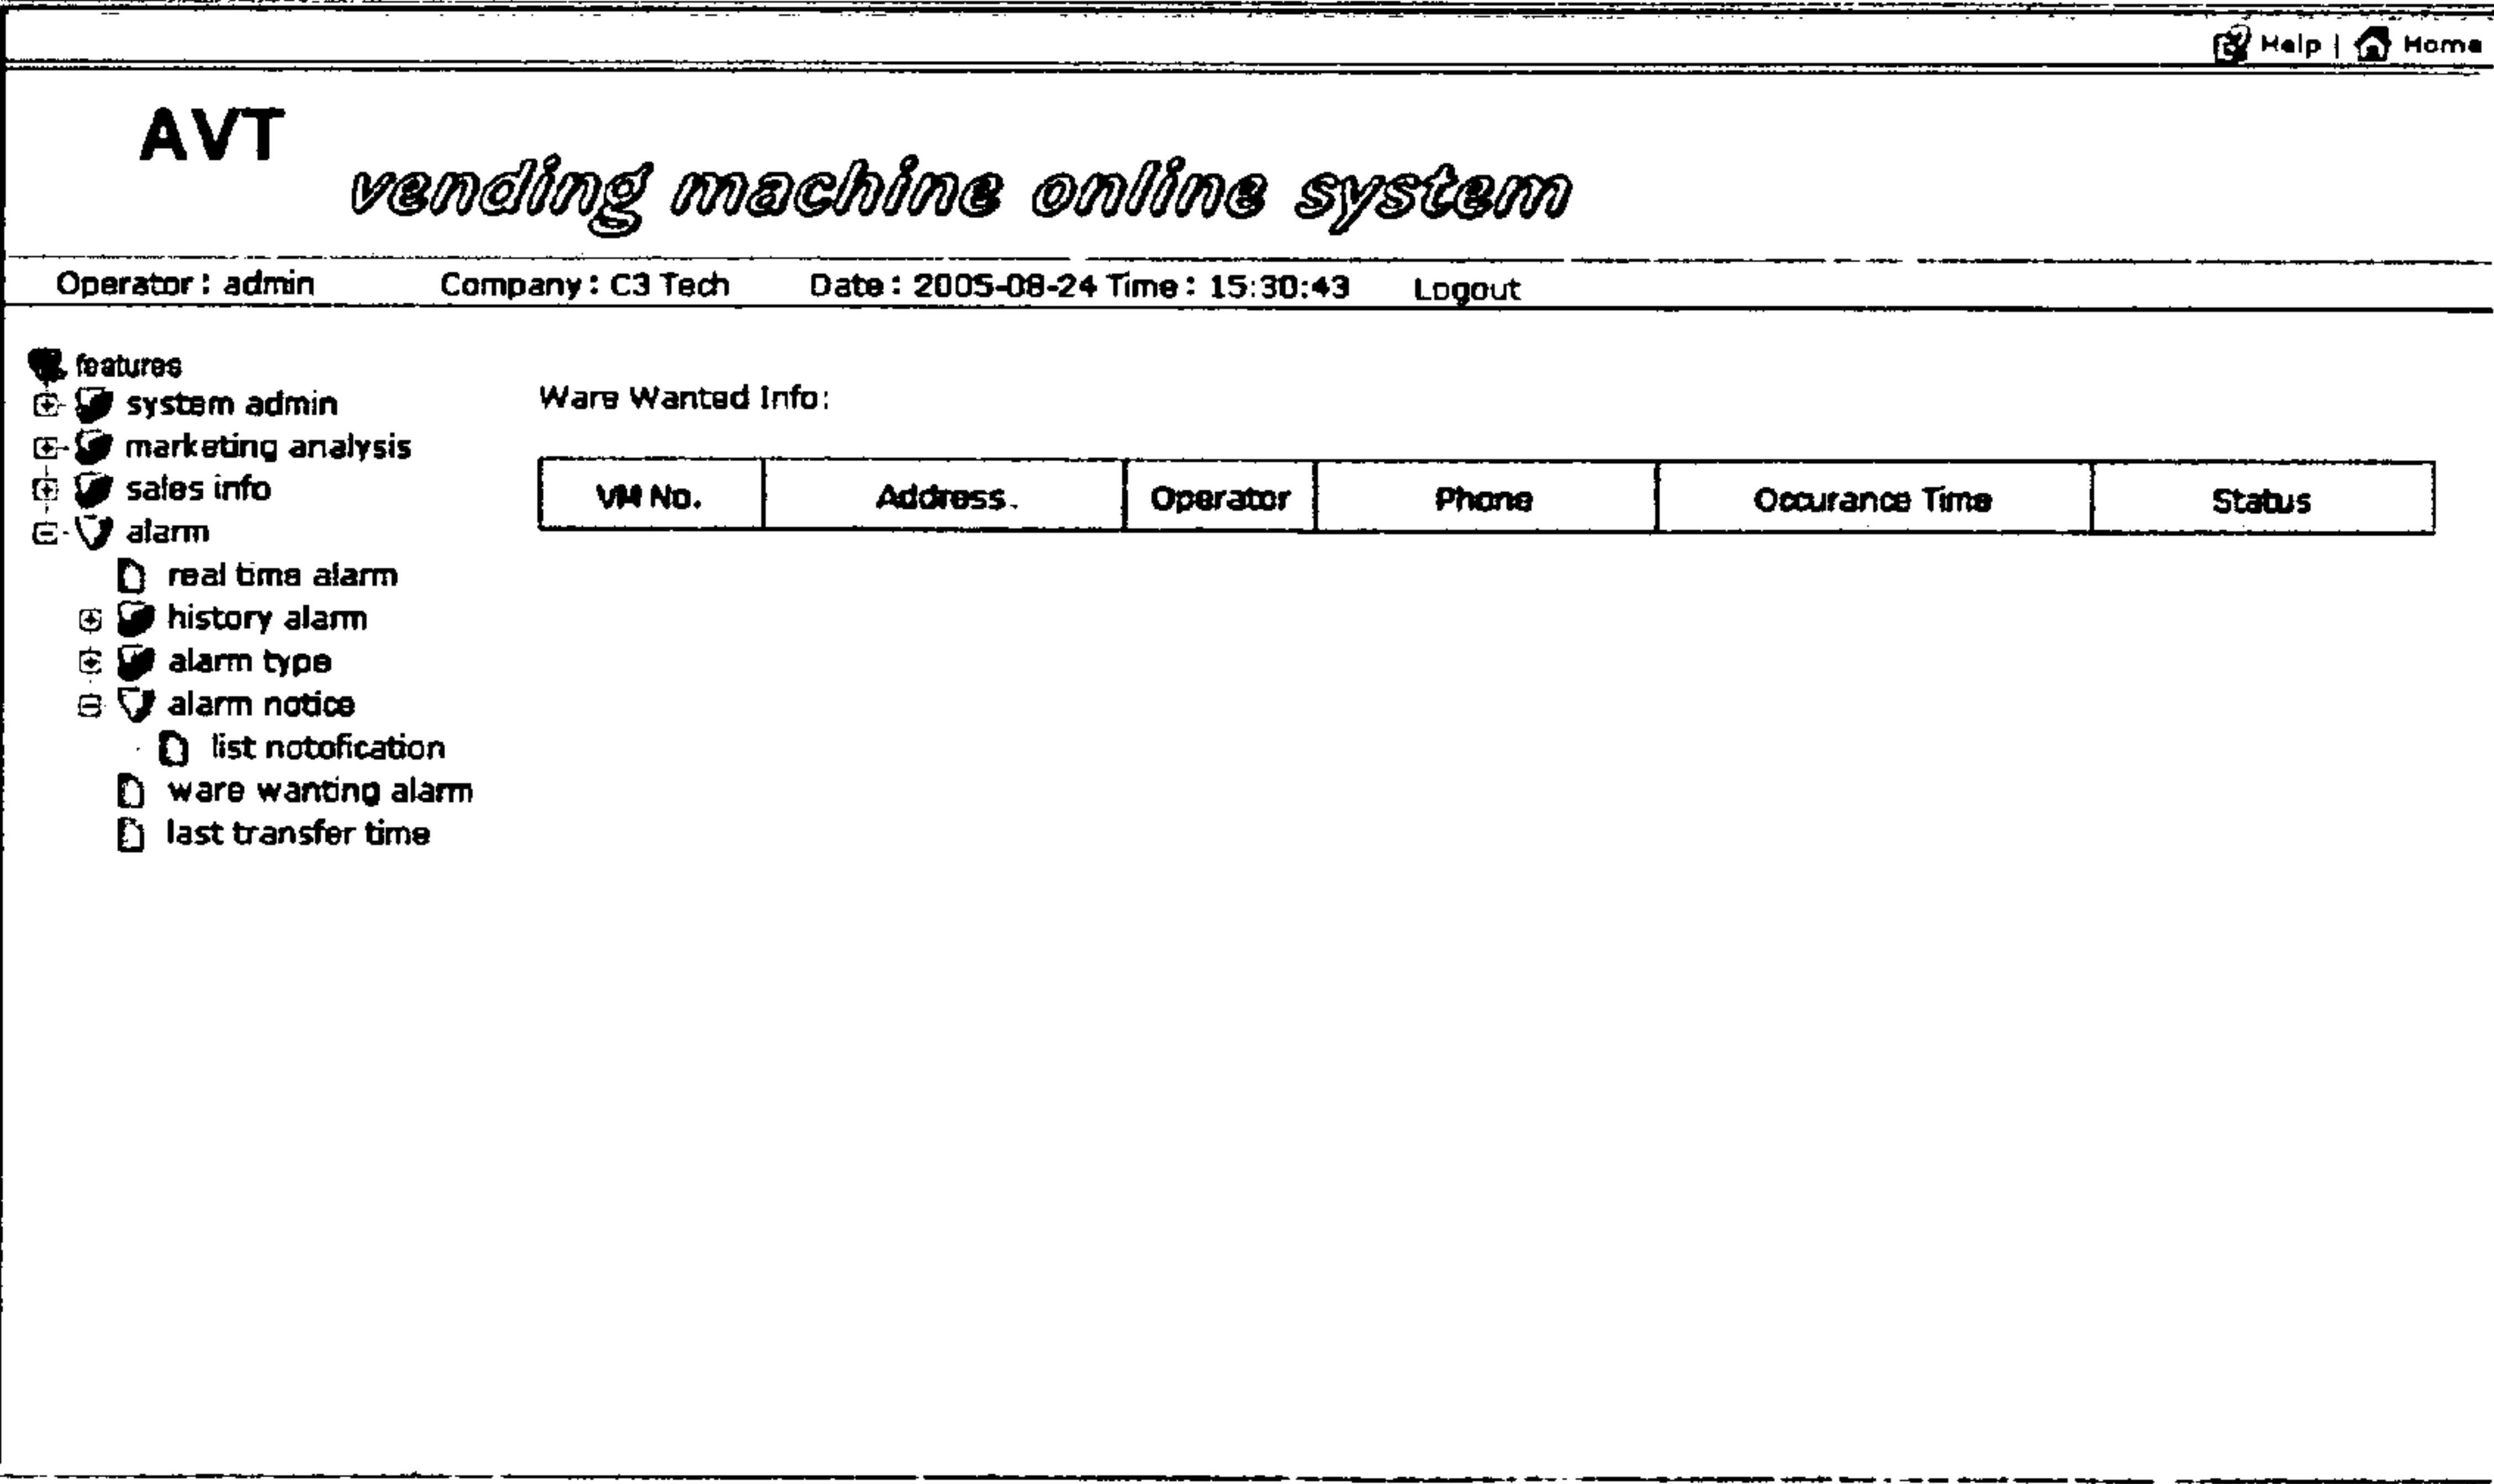 Help | Home
AVT
vending machine online system
Operator: admin Company: C3 Tech Date: 2005-08-24 Time: 15:30:43 Logout
features
system admin
marketing analysis
sales info
alarm
real time alarm
history alarm
alarm type
alarm notice
list notofication
ware wanting alarm
last transfer time
Ware Wanted Info:
VM No. Address. Operator Phone Occurance Time Status